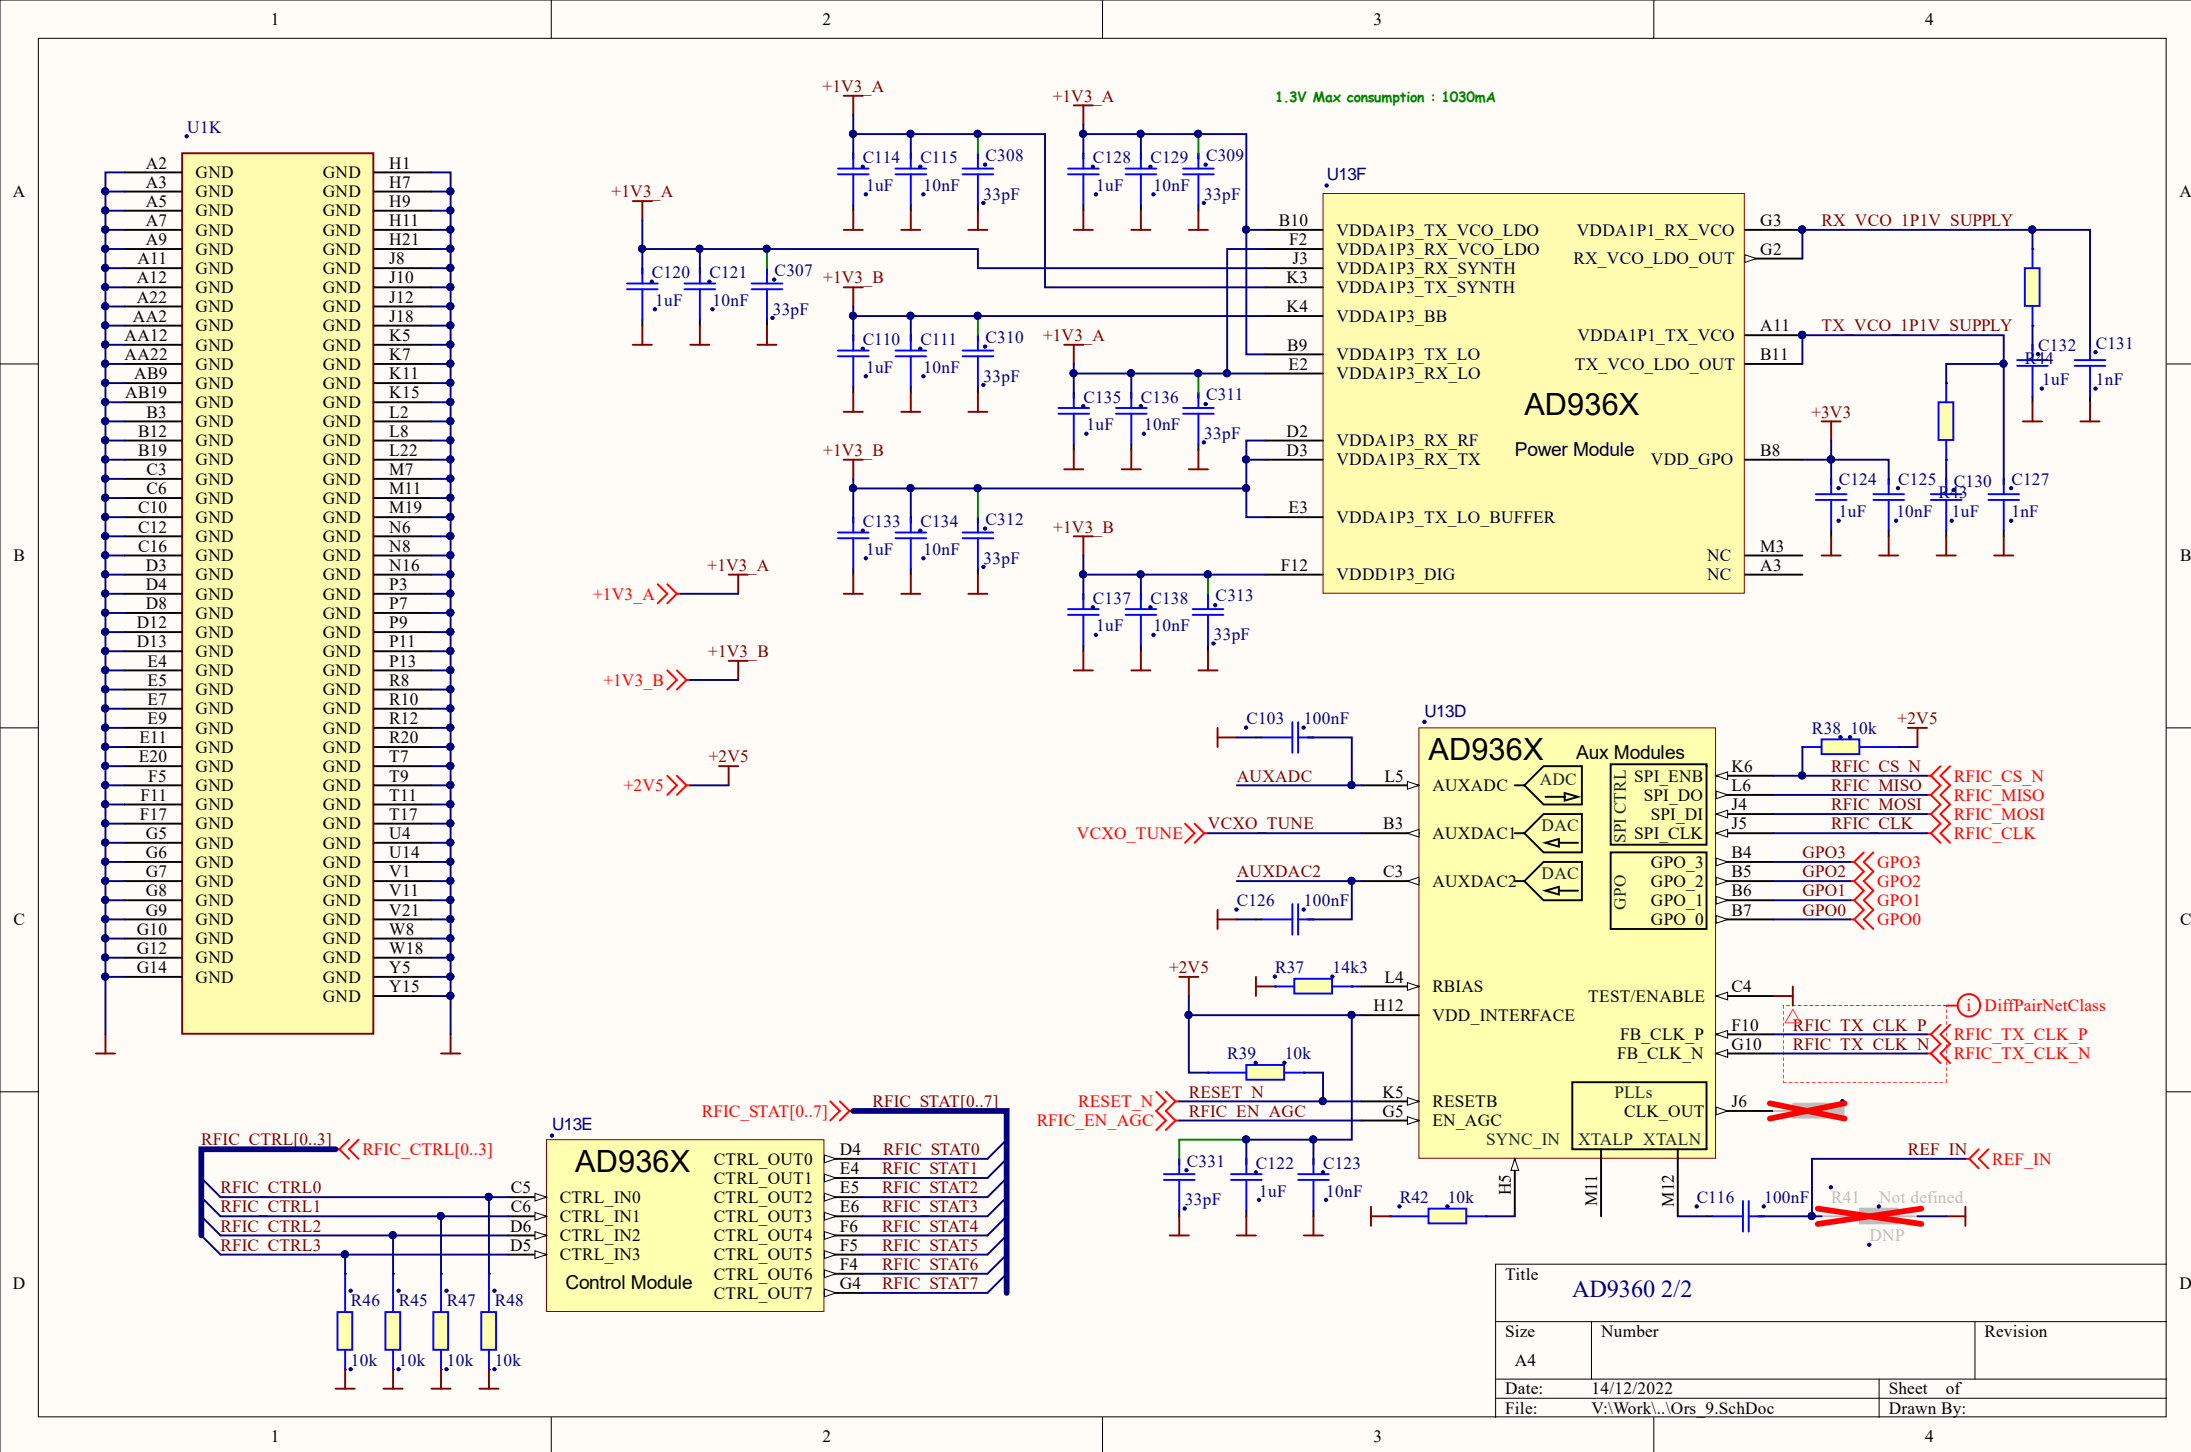 1 2 3 4
A
B
C
D
A
B
C
D
1 2 3 4
U1K
A2 GND GND H1
A3 GND GND H7
A5 GND GND H9
A7 GND GND H11
A9 GND GND H21
A11 GND GND J8
A12 GND GND J10
A22 GND GND J12
AA2 GND GND J18
AA12 GND GND K5
AA22 GND GND K7
AB9 GND GND K11
AB19 GND GND K15
B3 GND GND L2
B12 GND GND L8
B19 GND GND L22
C3 GND GND M7
C6 GND GND M11
C10 GND GND M19
C12 GND GND N6
C16 GND GND N8
D3 GND GND N16
D4 GND GND P3
D8 GND GND P7
D12 GND GND P9
D13 GND GND P11
E4 GND GND P13
E5 GND GND R8
E7 GND GND R10
E9 GND GND R12
E11 GND GND R20
E20 GND GND T7
F5 GND GND T9
F11 GND GND T11
F17 GND GND T17
G5 GND GND U4
G6 GND GND U14
G7 GND GND V1
G8 GND GND V11
G9 GND GND V21
G10 GND GND W8
G12 GND GND W18
G14 GND GND Y5
GND Y15
+1V3_A
C114 C115 C308
1uF 10nF 33pF
+1V3_A
C128 C129 C309
1uF 10nF 33pF
1.3V Max consumption : 1030mA
+1V3_A
C120 C121 C307
1uF 10nF 33pF
+1V3_B
C110 C111 C310
1uF 10nF 33pF
+1V3_A
C135 C136 C311
1uF 10nF 33pF
+1V3_B
C133 C134 C312
1uF 10nF 33pF
+1V3_B
C137 C138 C313
1uF 10nF 33pF
+1V3_A +1V3_A
+1V3_B +1V3_B
+2V5 +2V5
U13F
B10 VDDA1P3_TX_VCO_LDO
F2 VDDA1P3_RX_VCO_LDO
J3 VDDA1P3_RX_SYNTH
K3 VDDA1P3_TX_SYNTH
K4 VDDA1P3_BB
B9 VDDA1P3_TX_LO
E2 VDDA1P3_RX_LO
D2 VDDA1P3_RX_RF
D3 VDDA1P3_RX_TX
E3 VDDA1P3_TX_LO_BUFFER
F12 VDDD1P3_DIG
AD936X
Power Module
VDDA1P1_RX_VCO G3 RX_VCO_1P1V_SUPPLY
RX_VCO_LDO_OUT G2
VDDA1P1_TX_VCO A11 TX_VCO_1P1V_SUPPLY
TX_VCO_LDO_OUT B11
VDD_GPO B8
NC M3
NC A3
R44 C132 C131
1uF 1nF
+3V3
C124 C125 R43 C130 C127
1uF 10nF 1uF 1nF
U13D
AD936X Aux Modules
C103 100nF
AUXADC L5 AUXADC ADC
VCXO_TUNE VCXO_TUNE B3 AUXDAC1 DAC
AUXDAC2 C3 AUXDAC2 DAC
C126 100nF
+2V5
R37 14k3 L4 RBIAS
H12 VDD_INTERFACE
R39 10k
RESET_N RESET_N K5 RESETB
RFIC_EN_AGC RFIC_EN_AGC G5 EN_AGC
C331 C122 C123
33pF 1uF 10nF
R42 10k H5 SYNC_IN
SPI CTRL
R38 10k +2V5
SPI_ENB K6 RFIC_CS_N RFIC_CS_N
SPI_DO L6 RFIC_MISO RFIC_MISO
SPI_DI J4 RFIC_MOSI RFIC_MOSI
SPI_CLK J5 RFIC_CLK RFIC_CLK
GPO
GPO_3 B4 GPO3 GPO3
GPO_2 B5 GPO2 GPO2
GPO_1 B6 GPO1 GPO1
GPO_0 B7 GPO0 GPO0
TEST/ENABLE C4
i DiffPairNetClass
FB_CLK_P F10 RFIC_TX_CLK_P RFIC_TX_CLK_P
FB_CLK_N G10 RFIC_TX_CLK_N RFIC_TX_CLK_N
PLLs
CLK_OUT J6
XTALP XTALN
M11 M12
REF_IN REF_IN
C116 100nF R41 Not defined
DNP
RFIC_STAT[0..7] RFIC_STAT[0..7]
RFIC_CTRL[0..3] RFIC_CTRL[0..3]
U13E
AD936X
Control Module
RFIC_CTRL0 C5 CTRL_IN0
RFIC_CTRL1 C6 CTRL_IN1
RFIC_CTRL2 D6 CTRL_IN2
RFIC_CTRL3 D5 CTRL_IN3
CTRL_OUT0 D4 RFIC_STAT0
CTRL_OUT1 E4 RFIC_STAT1
CTRL_OUT2 E5 RFIC_STAT2
CTRL_OUT3 E6 RFIC_STAT3
CTRL_OUT4 F6 RFIC_STAT4
CTRL_OUT5 F5 RFIC_STAT5
CTRL_OUT6 F4 RFIC_STAT6
CTRL_OUT7 G4 RFIC_STAT7
R46 R45 R47 R48
10k 10k 10k 10k
Title
AD9360 2/2
Size Number Revision
A4
Date: 14/12/2022 Sheet of
File: V:\Work\..\Ors_9.SchDoc Drawn By: